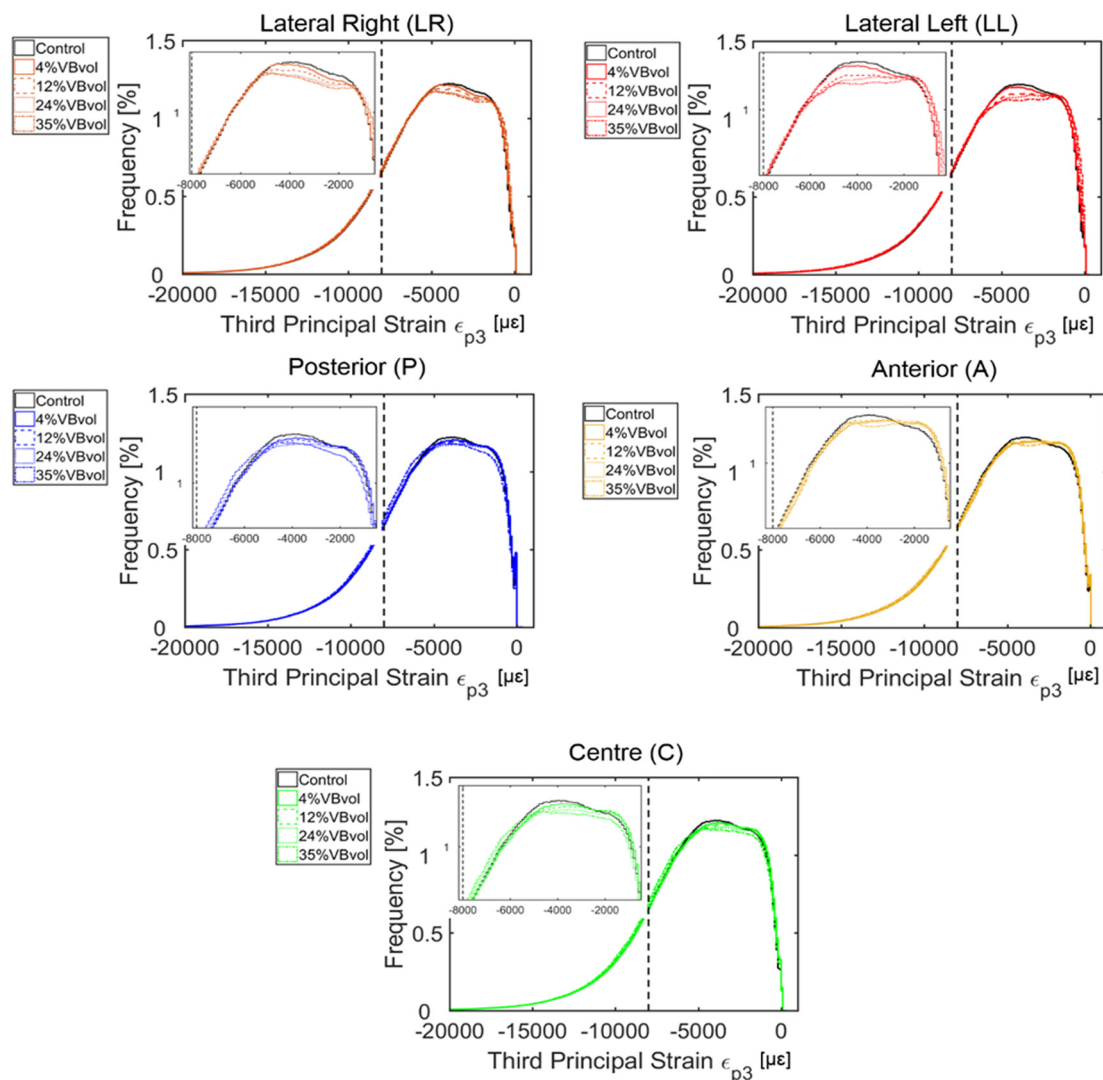 Lateral Right (LR)
Control
4%VBvol
12%VBvol
24%VBvol
35%VBvol
Frequency [%]
1.5
1
0.5
0
1
-8000 -6000 -4000 -2000
-20000 -15000 -10000 -5000 0
Third Principal Strain ϵp3 [µε]
Lateral Left (LL)
Control
4%VBvol
12%VBvol
24%VBvol
35%VBvol
Frequency [%]
1.5
1
0.5
0
1
-8000 -6000 -4000 -2000
-20000 -15000 -10000 -5000 0
Third Principal Strain ϵp3 [µε]
Posterior (P)
Control
4%VBvol
12%VBvol
24%VBvol
35%VBvol
Frequency [%]
1.5
1
0.5
0
1
-8000 -6000 -4000 -2000
-20000 -15000 -10000 -5000 0
Third Principal Strain ϵp3 [µε]
Anterior (A)
Control
4%VBvol
12%VBvol
24%VBvol
35%VBvol
Frequency [%]
1.5
1
0.5
0
1
-8000 -6000 -4000 -2000
-20000 -15000 -10000 -5000 0
Third Principal Strain ϵp3 [µε]
Centre (C)
Control
4%VBvol
12%VBvol
24%VBvol
35%VBvol
Frequency [%]
1.5
1
0.5
0
1
-8000 -6000 -4000 -2000
-20000 -15000 -10000 -5000 0
Third Principal Strain ϵp3 [µε]